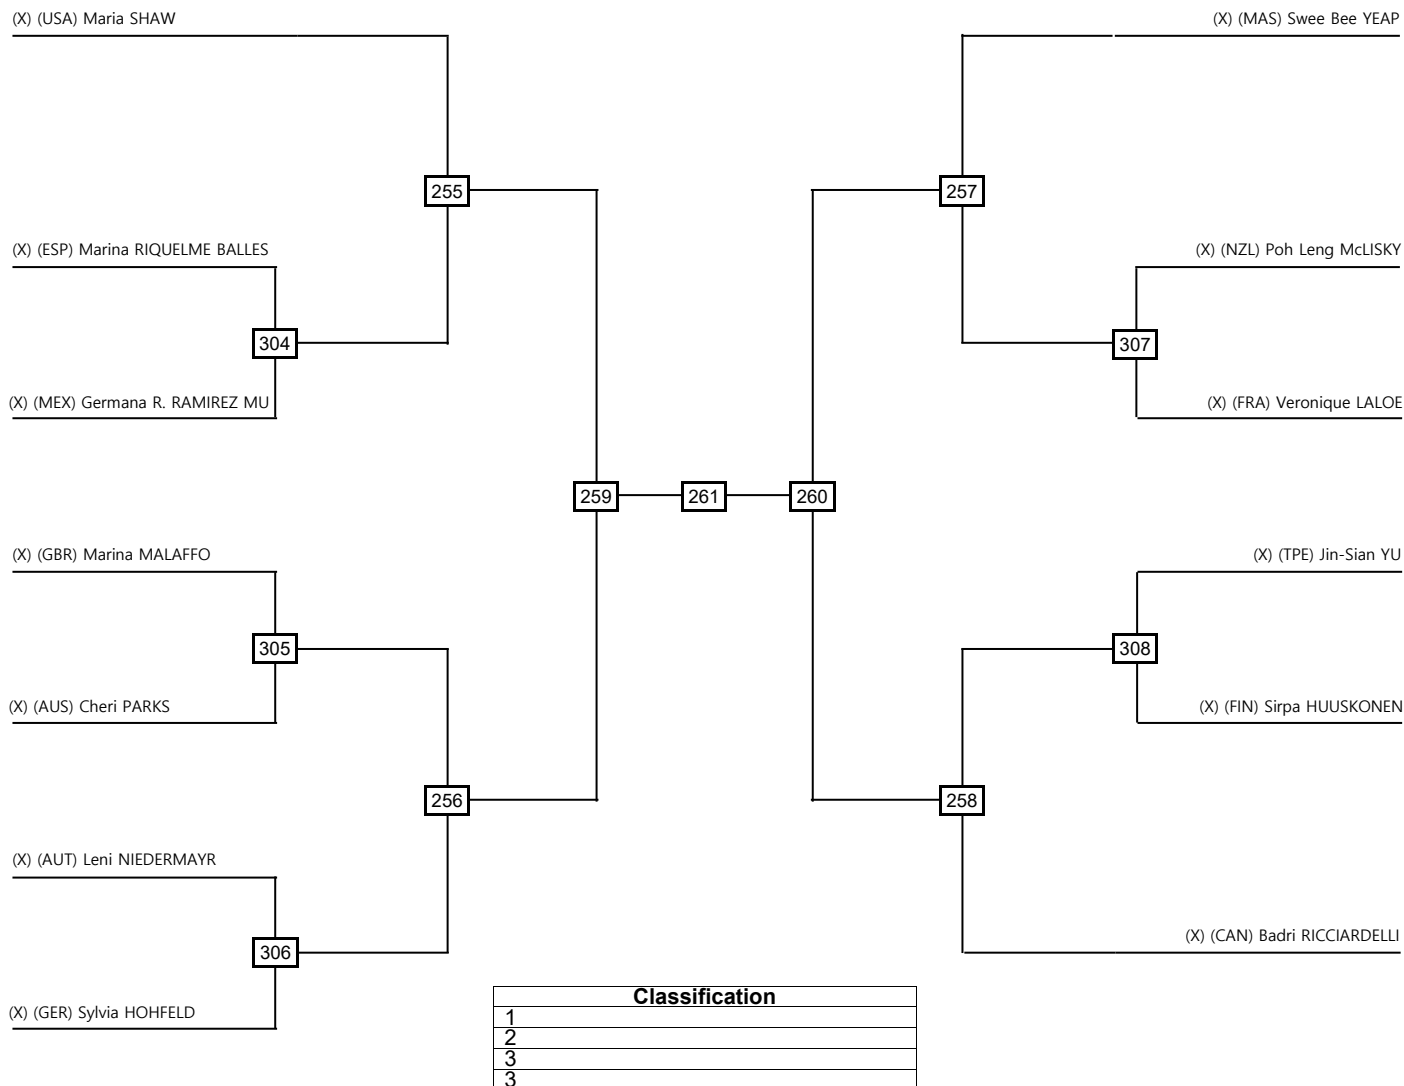 (X) (USA) Maria SHAW
(X) (MAS) Swee Bee YEAP
255
257
(X) (ESP) Marina RIQUELME BALLES
(X) (NZL) Poh Leng McLISKY
304
307
(X) (MEX) Germana R. RAMIREZ MU
(X) (FRA) Veronique LALOE
259
261
260
(X) (GBR) Marina MALAFFO
(X) (TPE) Jin-Sian YU
305
308
(X) (AUS) Cheri PARKS
(X) (FIN) Sirpa HUUSKONEN
256
258
(X) (AUT) Leni NIEDERMAYR
(X) (CAN) Badri RICCIARDELLI
306
(X) (GER) Sylvia HOHFELD
Classification
1
2
3
3